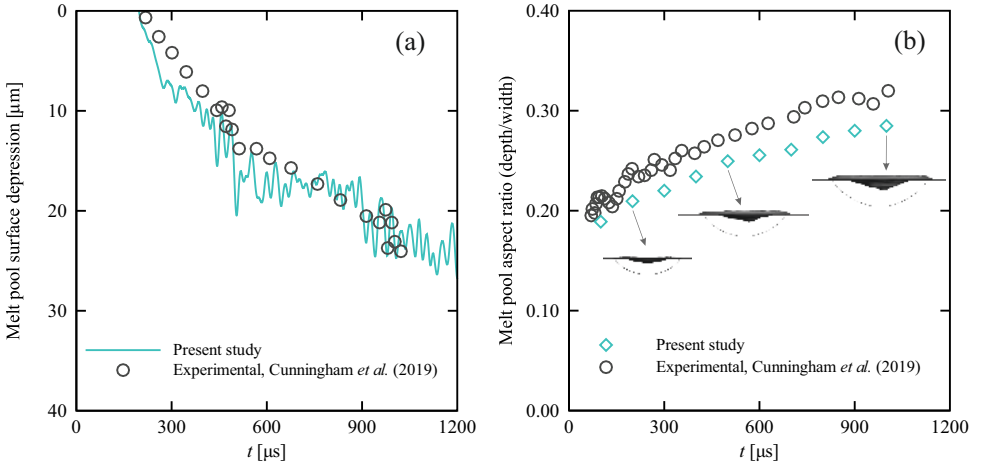 (a)
Melt pool surface depression [μm]
0
10
20
30
40
Present study
Experimental, Cunningham et al. (2019)
0
300
600
900
1200
t [μs]
(b)
Melt pool aspect ratio (depth/width)
0.40
0.30
0.20
0.10
0.00
Present study
Experimental, Cunningham et al. (2019)
0
300
600
900
1200
t [μs]